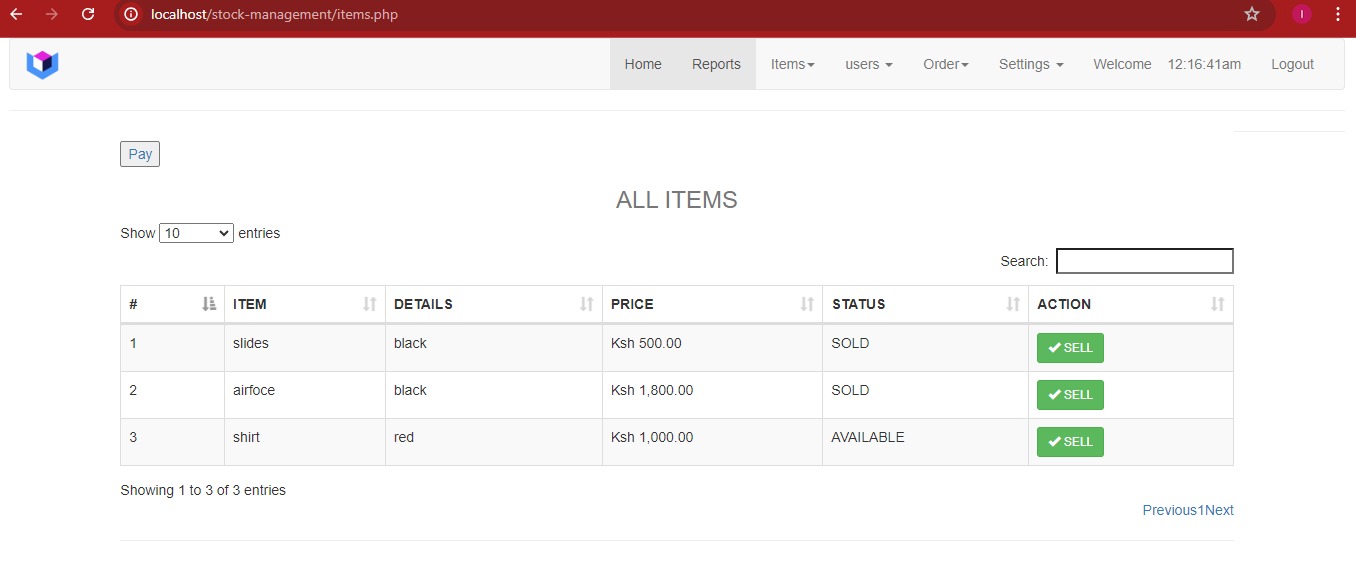 localhost/stock-management/items.php
I
Home Reports Items users Order Settings Welcome 12:16:41am Logout
Pay
ALL ITEMS
Show 10 entries
Search:
# ITEM DETAILS PRICE STATUS ACTION
1 slides black Ksh 500.00 SOLD SELL
2 airfoce black Ksh 1,800.00 SOLD SELL
3 shirt red Ksh 1,000.00 AVAILABLE SELL
Showing 1 to 3 of 3 entries
Previous1Next